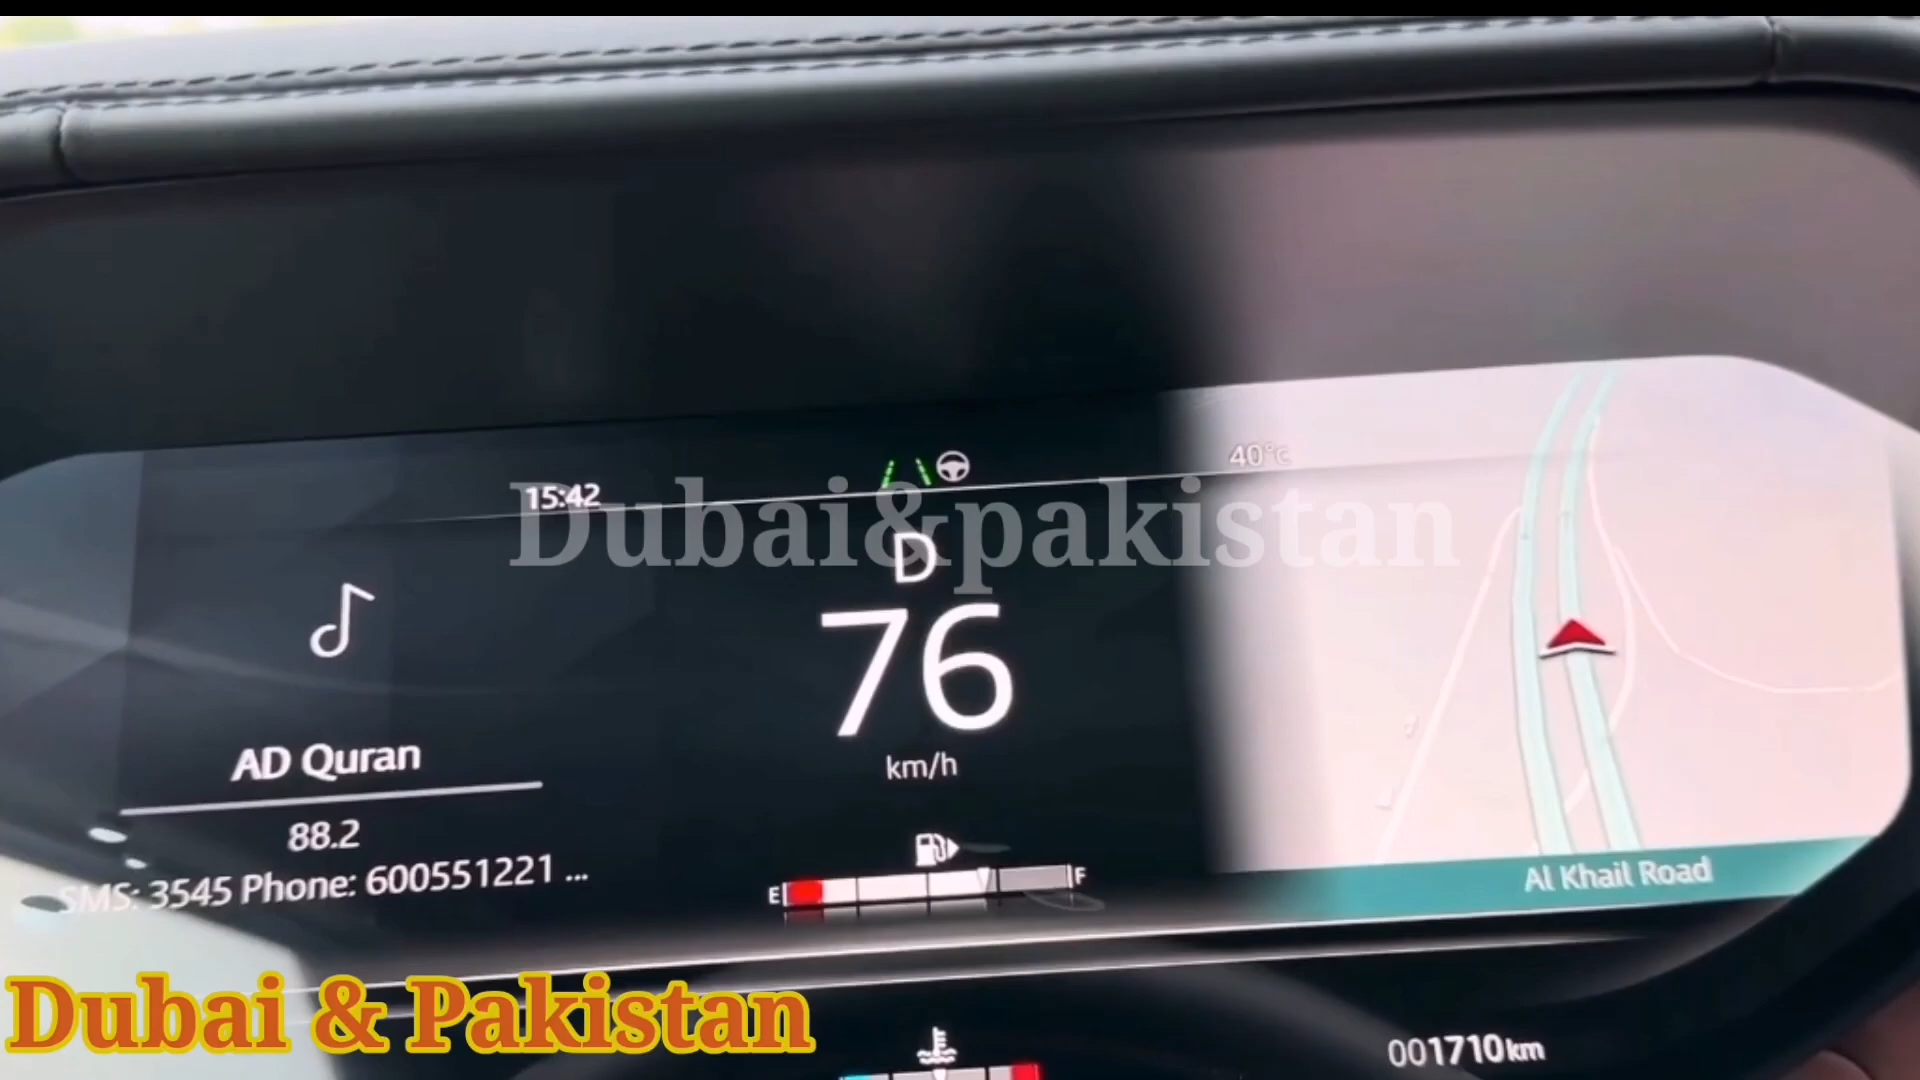 15:42
40°c
Dubai&pakistan
D
76
km/h
AD Quran
88.2
SMS: 3545 Phone: 600551221 ...
E
F
Al Khail Road
Dubai & Pakistan
001710km